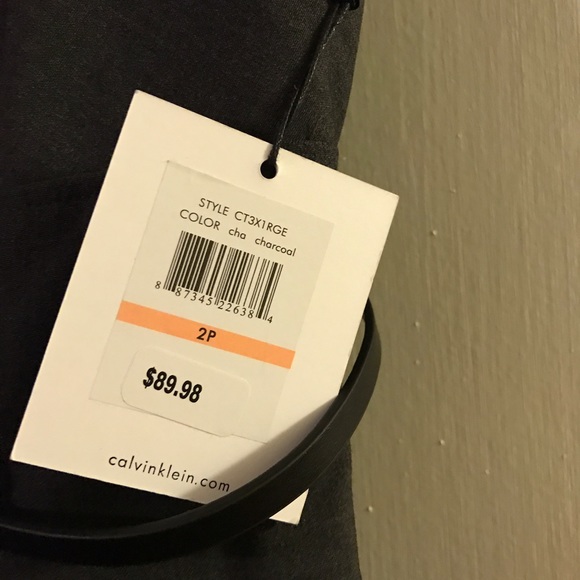 STYLE CT3X1RGE
COLOR cha charcoal
8 87345 22638 4
2P
$89.98
calvinklein.com